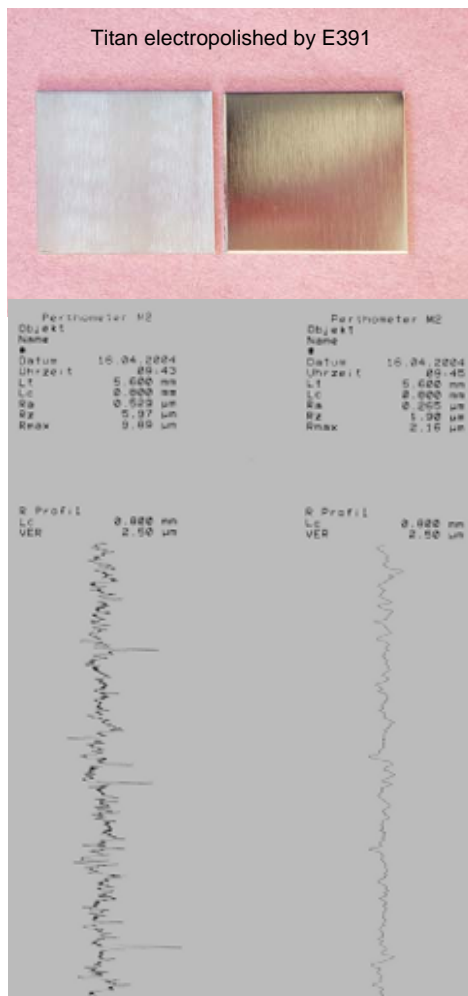 Titan electropolished by E391
Perthometer M2
Objekt
Name
#
Datum 16.04.2004
Uhrzeit 09:43
Lt 5.600 mm
Lc 0.800 mm
Ra 0.529 µm
Rz 5.97 µm
Rmax 9.89 µm
R Profil
Lc 0.800 mm
VER 2.50 µm
Perthometer M2
Objekt
Name
#
Datum 16.04.2004
Uhrzeit 09:45
Lt 5.600 mm
Lc 0.800 mm
Ra 0.265 µm
Rz 1.90 µm
Rmax 2.16 µm
R Profil
Lc 0.800 mm
VER 2.50 µm